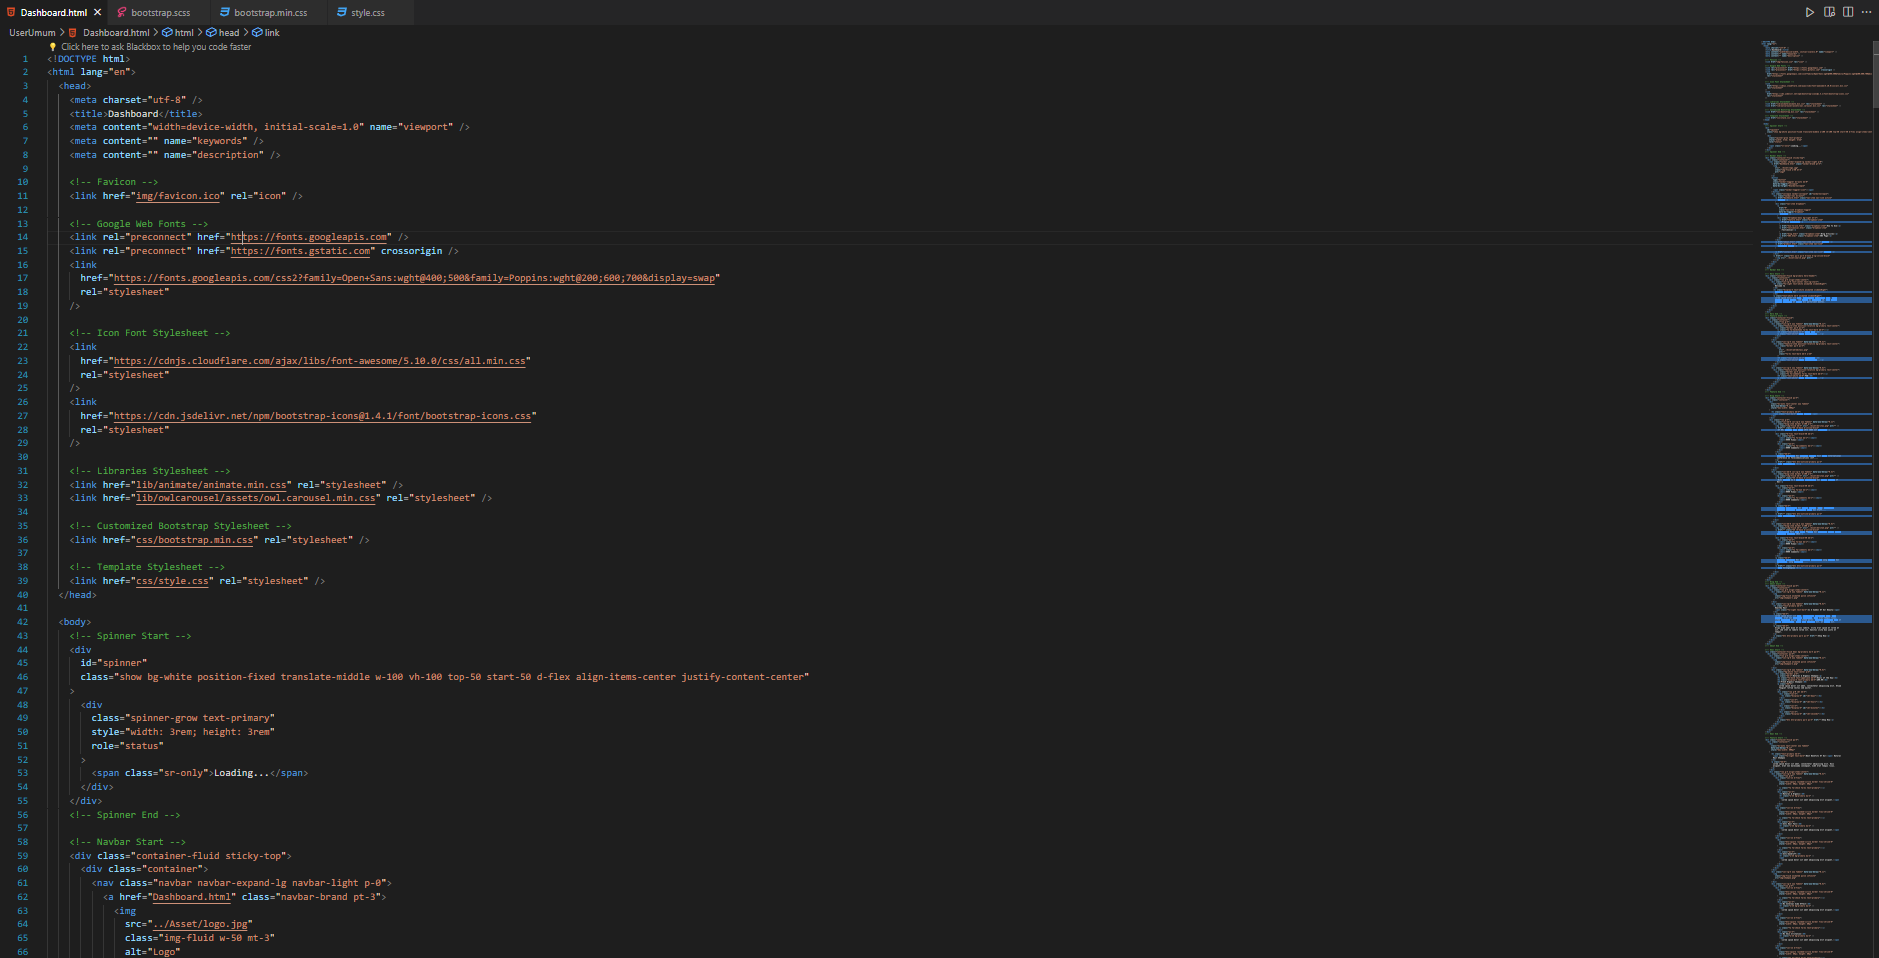 Dashboard.html
bootstrap.scss
bootstrap.min.css
style.css
UserUmum > Dashboard.html > html > head > link
Click here to ask Blackbox to help you code faster
1 <!DOCTYPE html>
2 <html lang="en">
3 <head>
4 <meta charset="utf-8" />
5 <title>Dashboard</title>
6 <meta content="width=device-width, initial-scale=1.0" name="viewport" />
7 <meta content="" name="keywords" />
8 <meta content="" name="description" />
9
10 <!-- Favicon -->
11 <link href="img/favicon.ico" rel="icon" />
12
13 <!-- Google Web Fonts -->
14 <link rel="preconnect" href="https://fonts.googleapis.com" />
15 <link rel="preconnect" href="https://fonts.gstatic.com" crossorigin />
16 <link
17 href="https://fonts.googleapis.com/css2?family=Open+Sans:wght@400;500&family=Poppins:wght@200;600;700&display=swap"
18 rel="stylesheet"
19 />
20
21 <!-- Icon Font Stylesheet -->
22 <link
23 href="https://cdnjs.cloudflare.com/ajax/libs/font-awesome/5.10.0/css/all.min.css"
24 rel="stylesheet"
25 />
26 <link
27 href="https://cdn.jsdelivr.net/npm/bootstrap-icons@1.4.1/font/bootstrap-icons.css"
28 rel="stylesheet"
29 />
30
31 <!-- Libraries Stylesheet -->
32 <link href="lib/animate/animate.min.css" rel="stylesheet" />
33 <link href="lib/owlcarousel/assets/owl.carousel.min.css" rel="stylesheet" />
34
35 <!-- Customized Bootstrap Stylesheet -->
36 <link href="css/bootstrap.min.css" rel="stylesheet" />
37
38 <!-- Template Stylesheet -->
39 <link href="css/style.css" rel="stylesheet" />
40 </head>
41
42 <body>
43 <!-- Spinner Start -->
44 <div
45 id="spinner"
46 class="show bg-white position-fixed translate-middle w-100 vh-100 top-50 start-50 d-flex align-items-center justify-content-center"
47 >
48 <div
49 class="spinner-grow text-primary"
50 style="width: 3rem; height: 3rem"
51 role="status"
52 >
53 <span class="sr-only">Loading...</span>
54 </div>
55 </div>
56 <!-- Spinner End -->
57
58 <!-- Navbar Start -->
59 <div class="container-fluid sticky-top">
60 <div class="container">
61 <nav class="navbar navbar-expand-lg navbar-light p-0">
62 <a href="Dashboard.html" class="navbar-brand pt-3">
63 <img
64 src="../Asset/logo.jpg"
65 class="img-fluid w-50 mt-3"
66 alt="Logo"